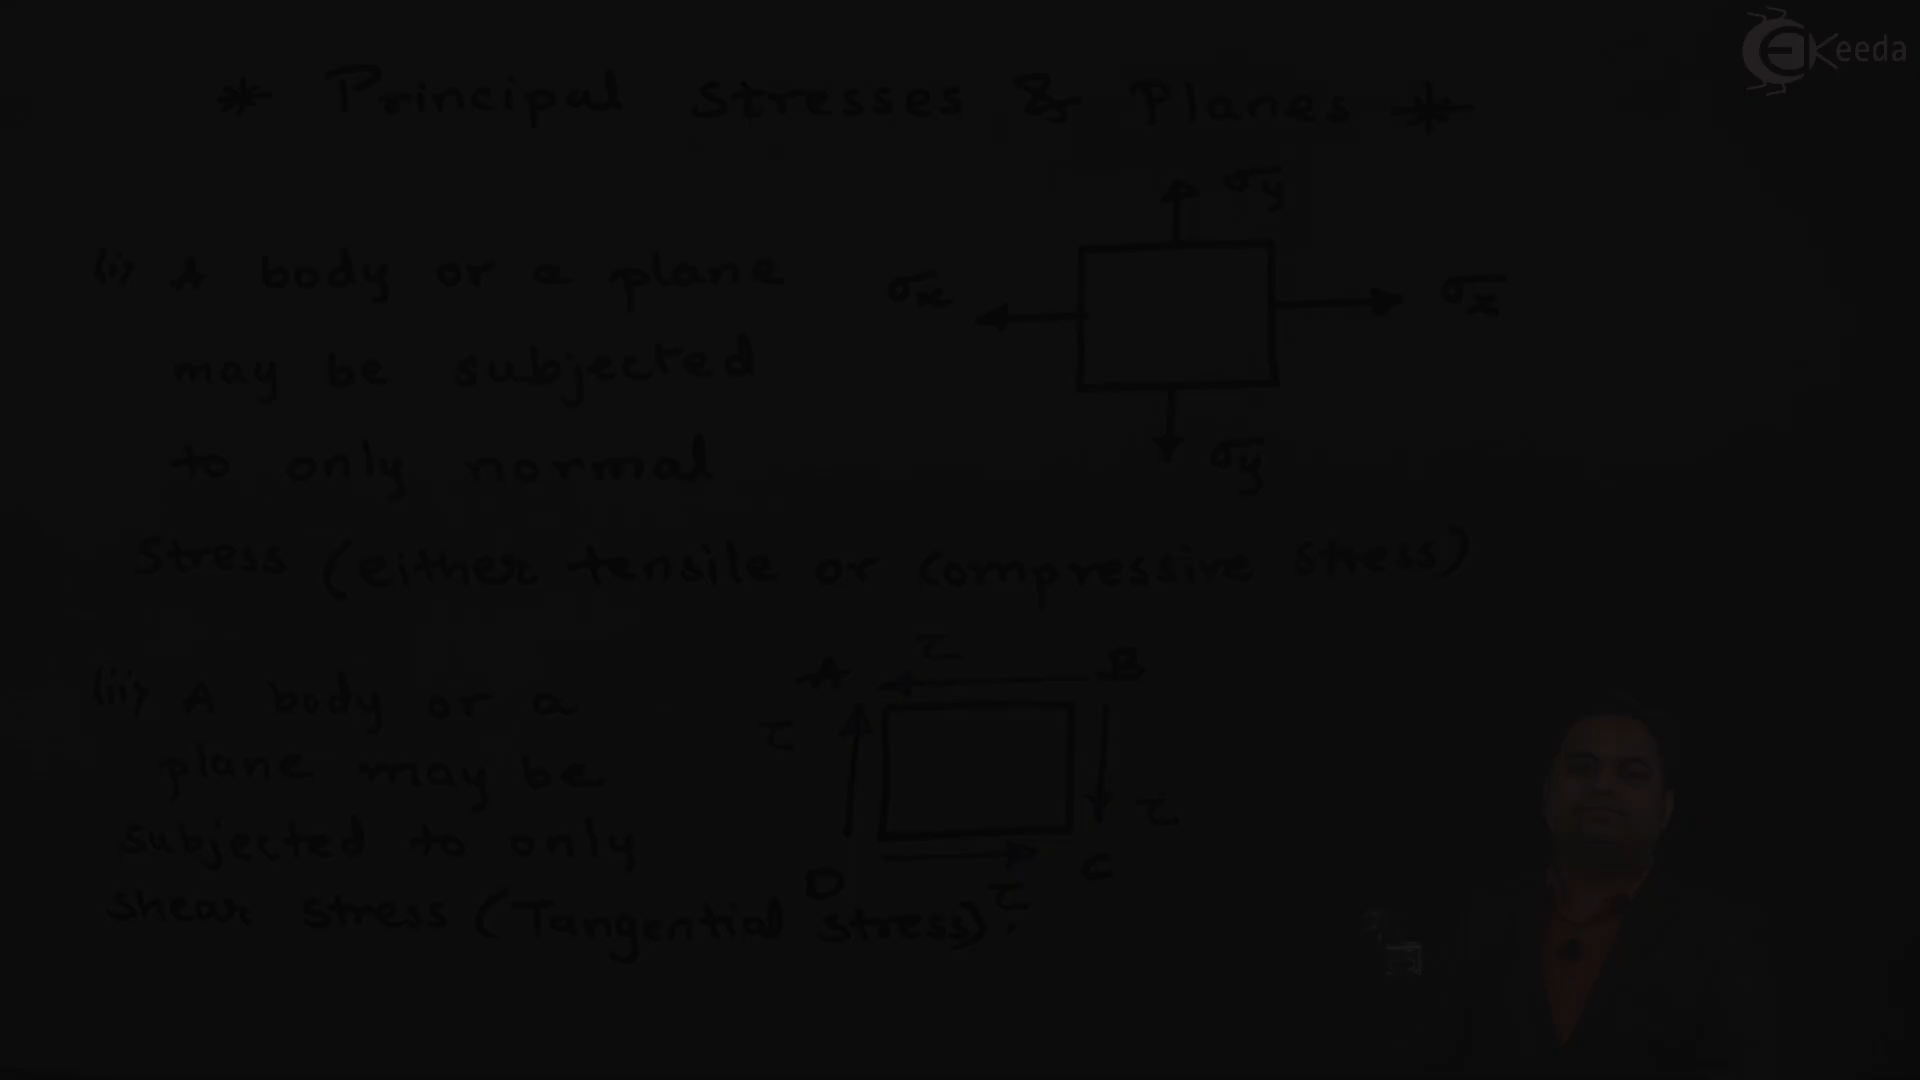 EKeeda
* Principal Stresses & Planes *
σy
(i) A body or a plane
σx
σx
may be subjected
to only normal
σy
Stress (either tensile or compressive stress)
τ
A
B
(ii) A body or a
τ
plane may be
τ
subjected to only
D
C
τ
shear stress (Tangential stress).